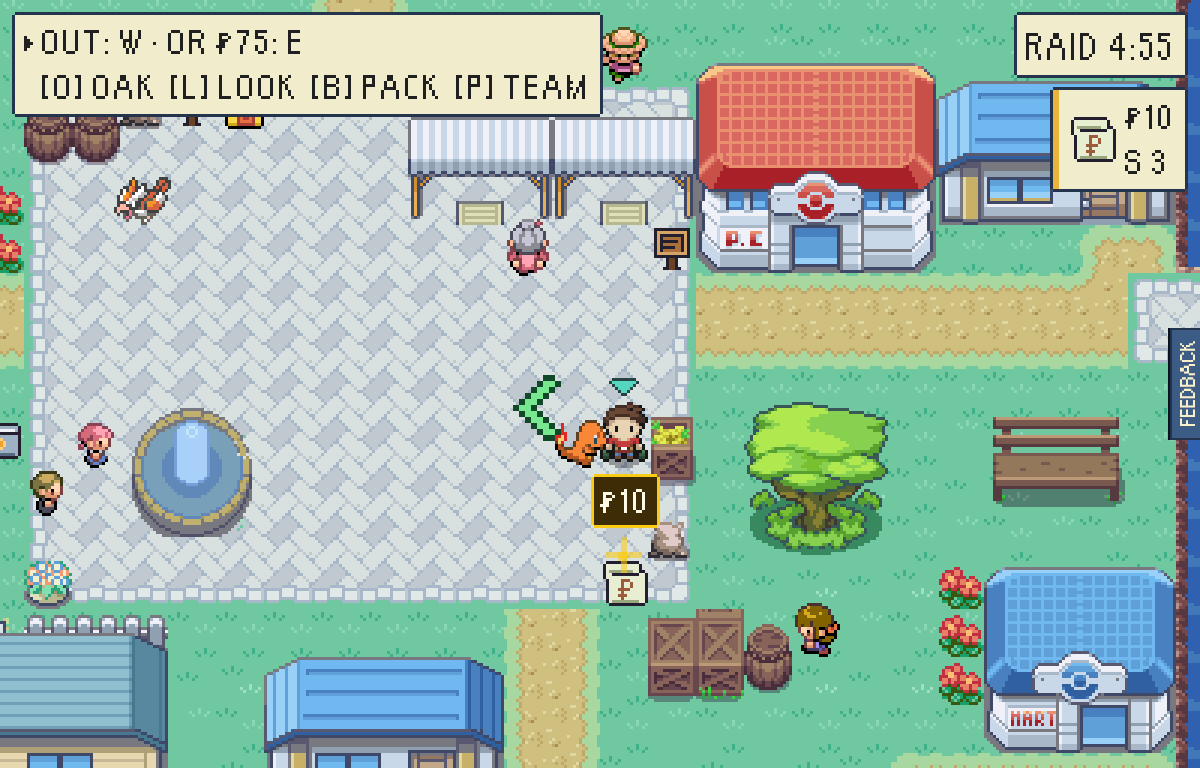 ▸OUT: W · OR ₽75: E
[O] OAK [L] LOOK [B] PACK [P] TEAM
RAID 4:55
₽10
S 3
P.C
FEEDBACK
₽10
₽
MART